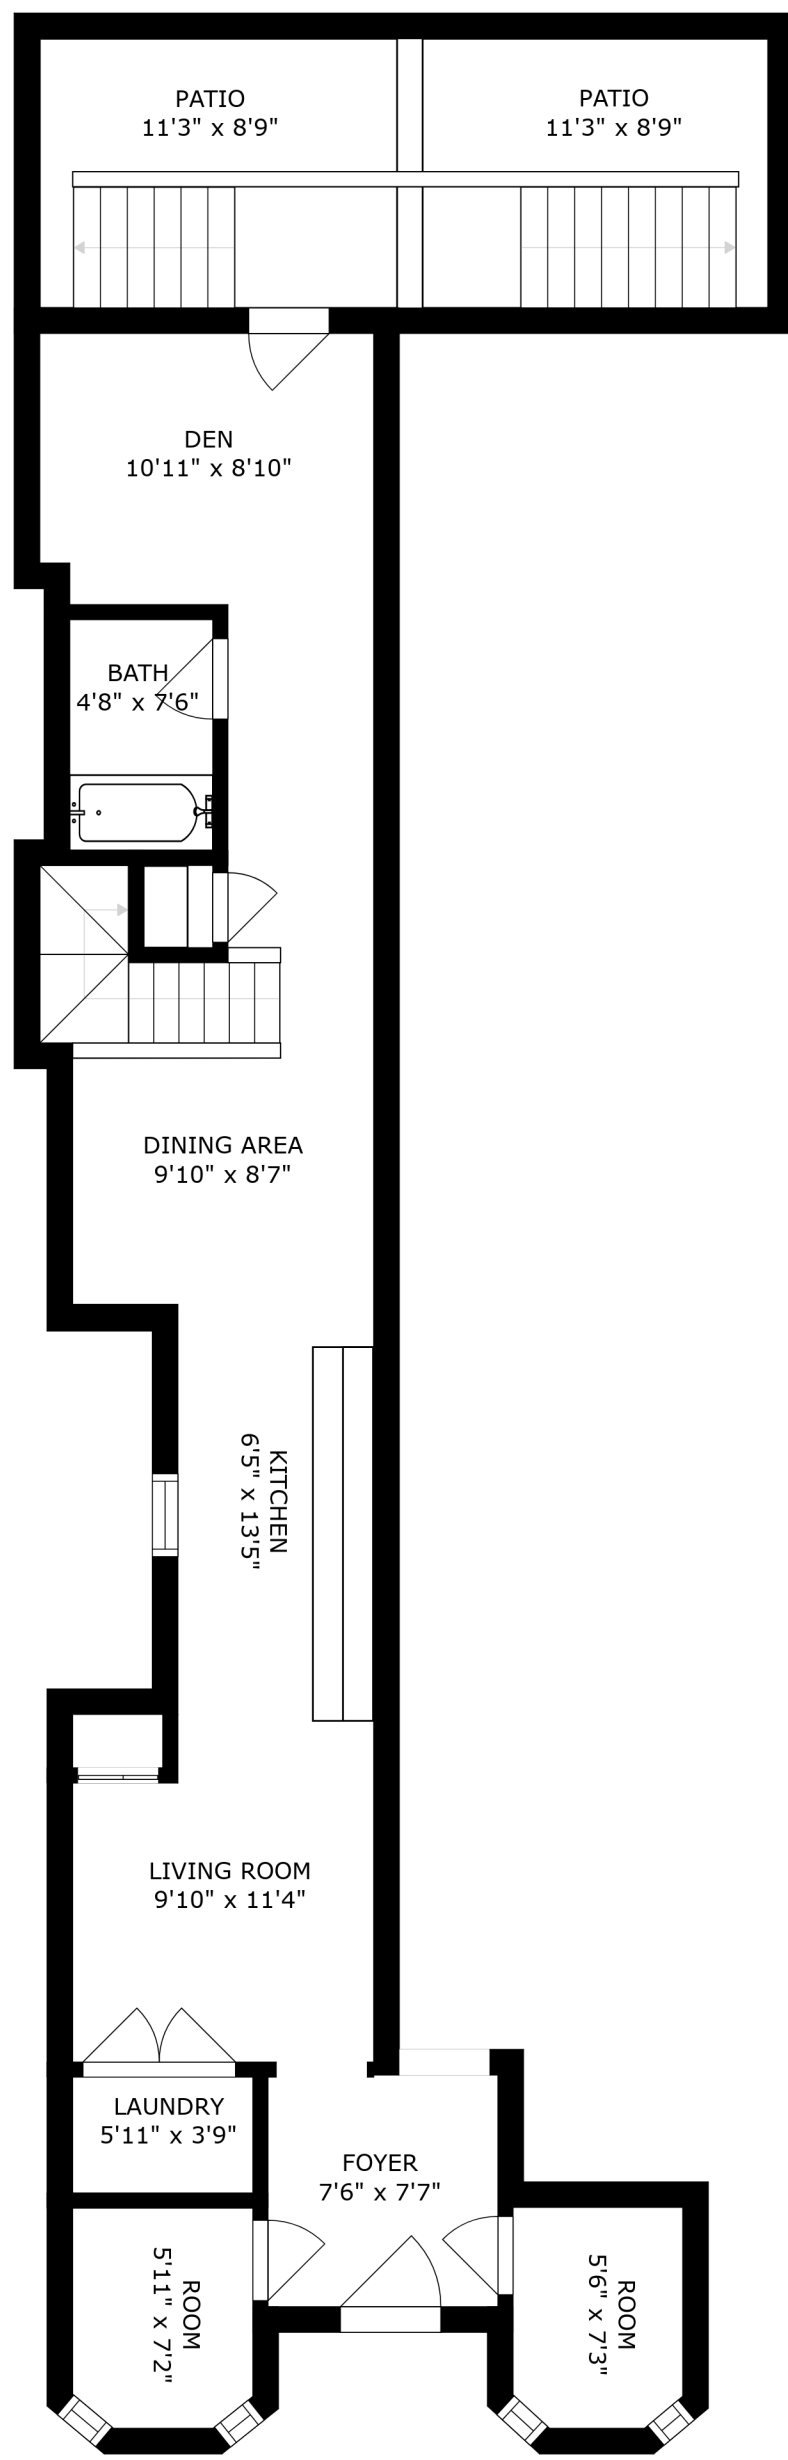 PATIO
11'3" x 8'9"
PATIO
11'3" x 8'9"
DEN
10'11" x 8'10"
BATH
4'8" x 7'6"
DINING AREA
9'10" x 8'7"
KITCHEN
6'5" x 13'5"
LIVING ROOM
9'10" x 11'4"
LAUNDRY
5'11" x 3'9"
FOYER
7'6" x 7'7"
ROOM
5'11" x 7'2"
ROOM
5'6" x 7'3"